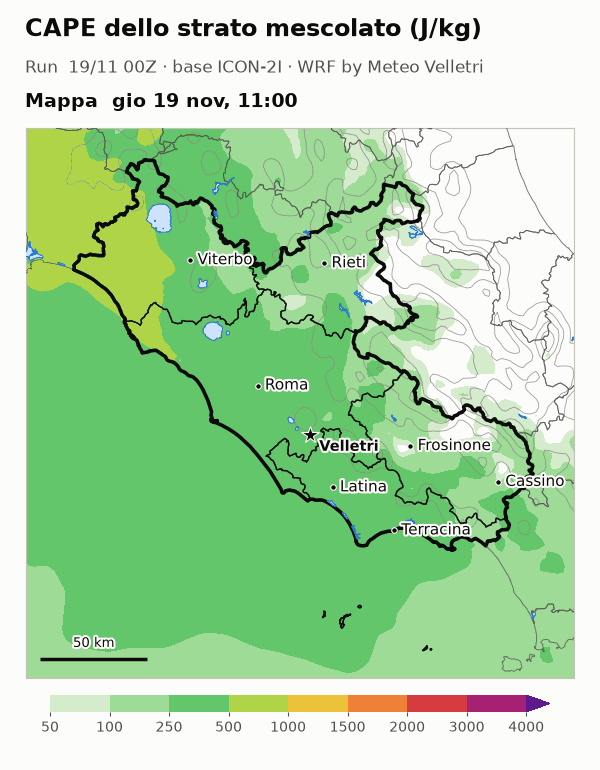 CAPE dello strato mescolato (J/kg)
Run 19/11 00Z · base ICON-2I · WRF by Meteo Velletri
Mappa gio 19 nov, 11:00
Viterbo
Rieti
Roma
Velletri
Frosinone
Latina
Cassino
Terracina
50 km
50 100 250 500 1000 1500 2000 3000 4000